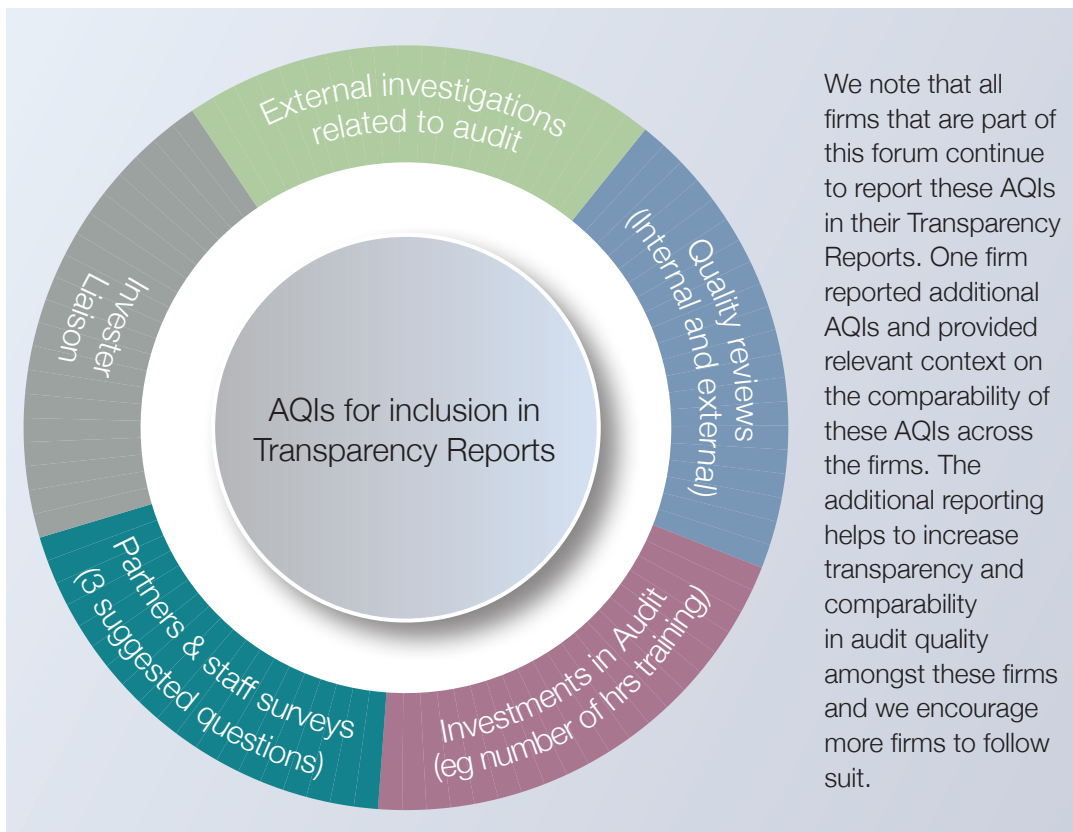 External investigations
related to audit
Quality reviews
(Internal and external)
Investments in Audit
(eg number of hrs training)
Partners & staff surveys
(3 suggested questions)
Invester
Liaison
AQIs for inclusion in
Transparency Reports
We note that all
firms that are part of
this forum continue
to report these AQIs
in their Transparency
Reports. One firm
reported additional
AQIs and provided
relevant context on
the comparability of
these AQIs across
the firms. The
additional reporting
helps to increase
transparency and
comparability
in audit quality
amongst these firms
and we encourage
more firms to follow
suit.